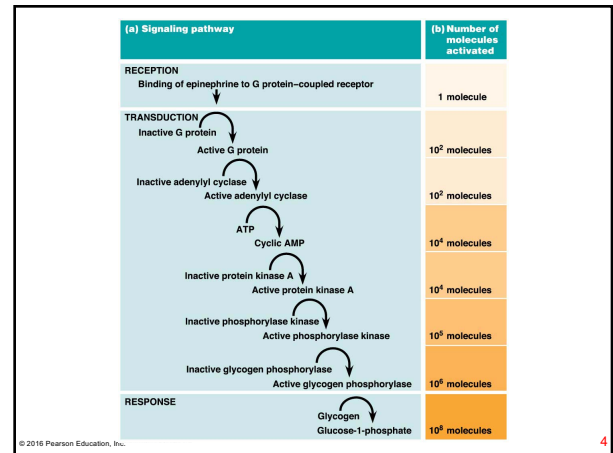 (a) Signaling pathway
(b) Number of
molecules
activated
RECEPTION
Binding of epinephrine to G protein–coupled receptor
1 molecule
TRANSDUCTION
Inactive G protein
Active G protein
10² molecules
Inactive adenylyl cyclase
Active adenylyl cyclase
10² molecules
ATP
Cyclic AMP
10⁴ molecules
Inactive protein kinase A
Active protein kinase A
10⁴ molecules
Inactive phosphorylase kinase
Active phosphorylase kinase
10⁵ molecules
Inactive glycogen phosphorylase
Active glycogen phosphorylase
10⁶ molecules
RESPONSE
Glycogen
Glucose-1-phosphate
10⁸ molecules
© 2016 Pearson Education, Inc.
4